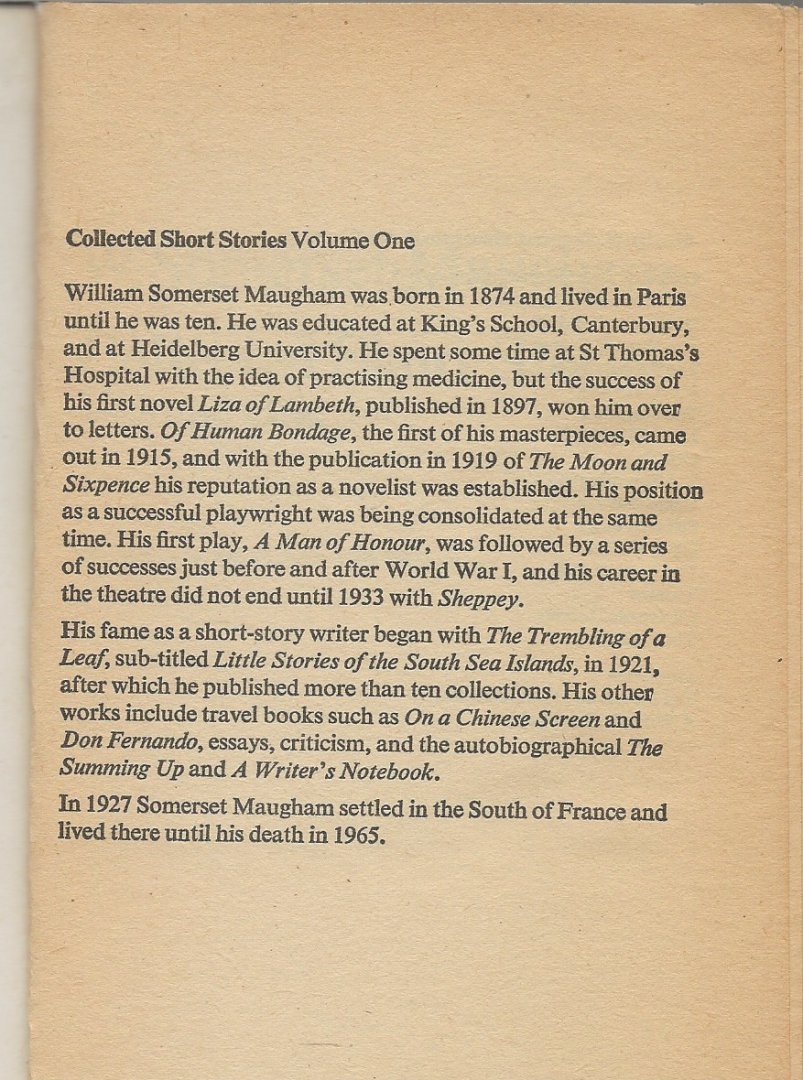 Collected Short Stories Volume One
William Somerset Maugham was born in 1874 and lived in Paris
until he was ten. He was educated at King's School, Canterbury,
and at Heidelberg University. He spent some time at St Thomas's
Hospital with the idea of practising medicine, but the success of
his first novel Liza of Lambeth, published in 1897, won him over
to letters. Of Human Bondage, the first of his masterpieces, came
out in 1915, and with the publication in 1919 of The Moon and
Sixpence his reputation as a novelist was established. His position
as a successful playwright was being consolidated at the same
time. His first play, A Man of Honour, was followed by a series
of successes just before and after World War I, and his career in
the theatre did not end until 1933 with Sheppey.
His fame as a short-story writer began with The Trembling of a
Leaf, sub-titled Little Stories of the South Sea Islands, in 1921,
after which he published more than ten collections. His other
works include travel books such as On a Chinese Screen and
Don Fernando, essays, criticism, and the autobiographical The
Summing Up and A Writer's Notebook.
In 1927 Somerset Maugham settled in the South of France and
lived there until his death in 1965.